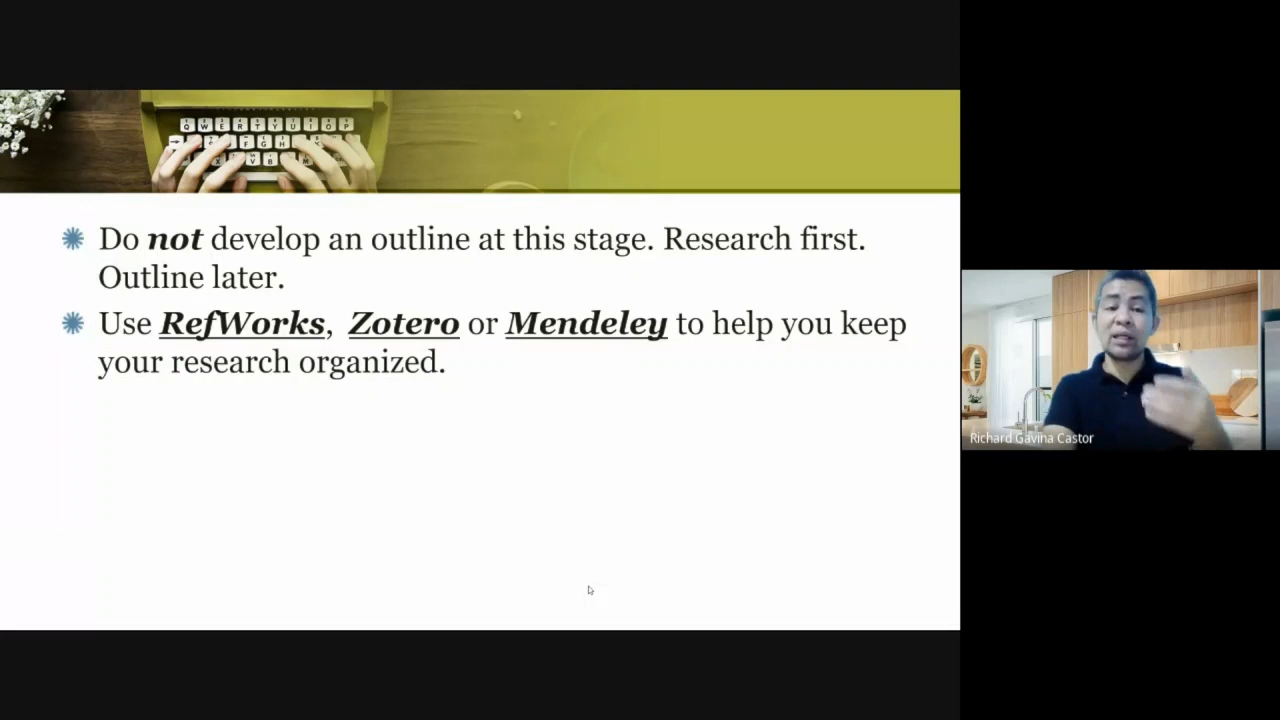 Q W E R T Y U I O P
F G H
V B M
Do not develop an outline at this stage. Research first.
Outline later.
Use RefWorks, Zotero or Mendeley to help you keep
your research organized.
Richard Gavina Castor